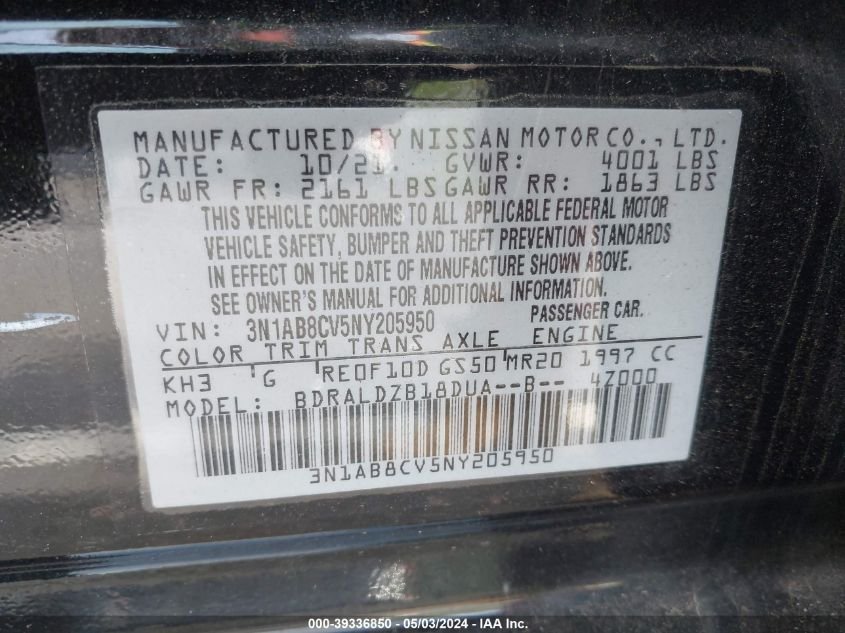 MANUFACTURED BY NISSAN MOTOR CO., LTD.
DATE: 10/21 GVWR: 4001 LBS
GAWR FR: 2161 LBS GAWR RR: 1863 LBS
THIS VEHICLE CONFORMS TO ALL APPLICABLE FEDERAL MOTOR
VEHICLE SAFETY, BUMPER AND THEFT PREVENTION STANDARDS
IN EFFECT ON THE DATE OF MANUFACTURE SHOWN ABOVE.
SEE OWNER'S MANUAL FOR ADDITIONAL INFORMATION.
VIN: 3N1AB8CV5NY205950 PASSENGER CAR.
COLOR TRIM TRANS AXLE ENGINE
KH3 G RE0F10D GS50 MR20 1997 CC
MODEL: BDRALDZB18DUA--B-- 4Z000
3N1AB8CV5NY205950
000-39336850 - 05/03/2024 - IAA Inc.